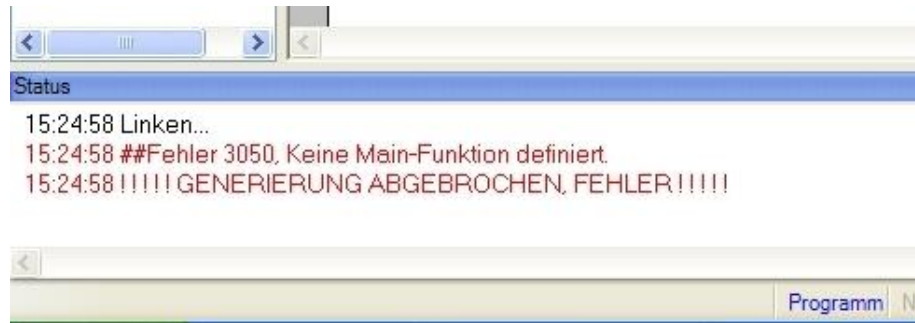 Status
15:24:58 Linken...
15:24:58 ##Fehler 3050, Keine Main-Funktion definiert.
15:24:58 !!!!! GENERIERUNG ABGEBROCHEN, FEHLER !!!!!
Programm